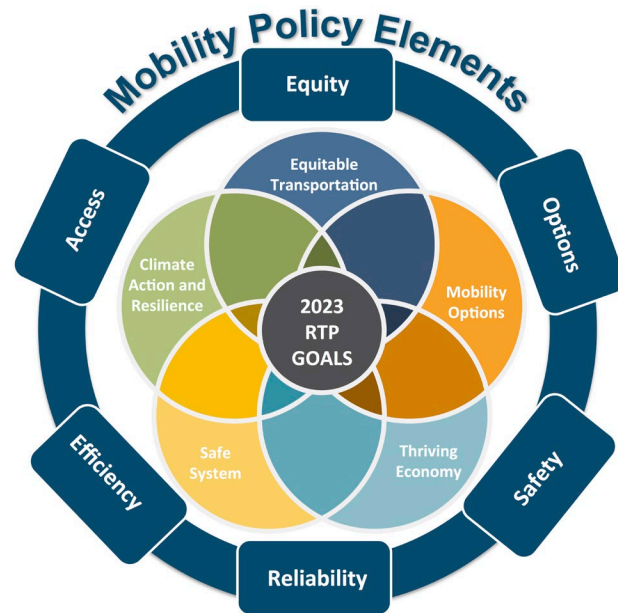 Mobility Policy Elements
Equity
Options
Safety
Reliability
Efficiency
Access
Equitable
Transportation
Mobility
Options
Thriving
Economy
Safe
System
Climate
Action and
Resilience
2023
RTP
GOALS